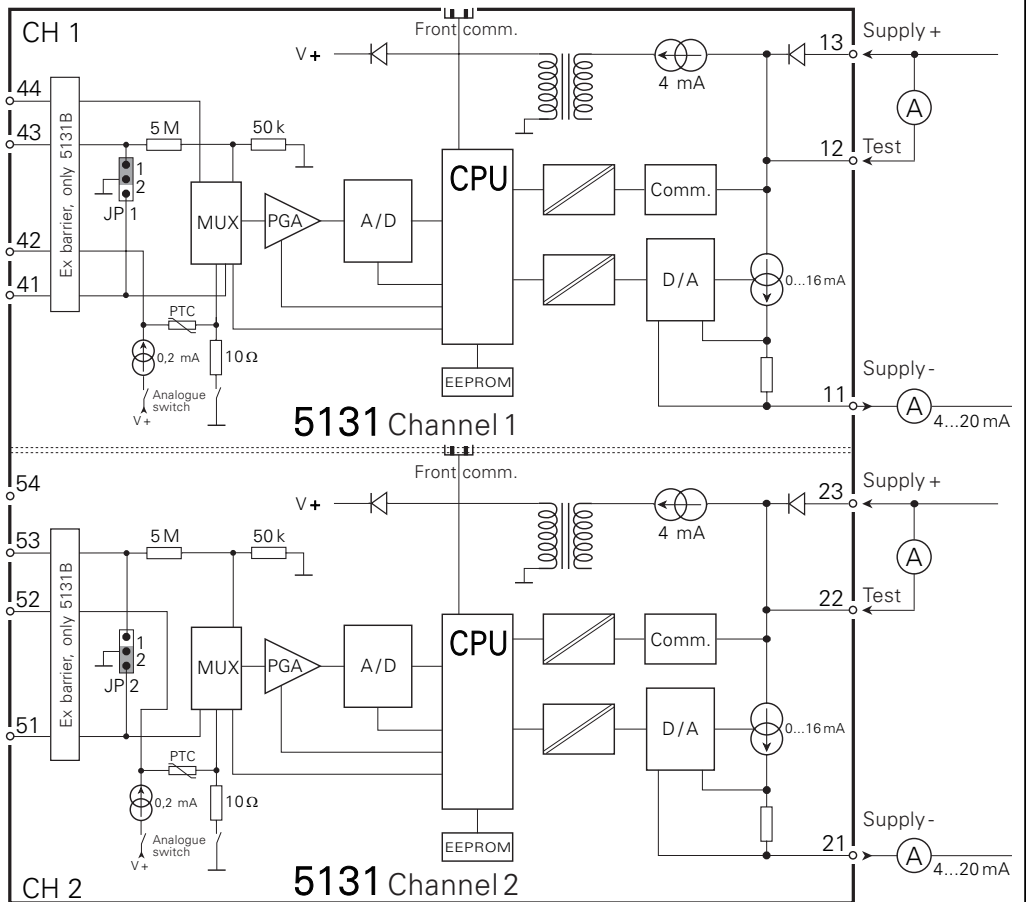 CH 1
Front comm.
V+
4 mA
13
Supply +
A
44
43
Ex barrier, only 5131B
5 M
50 k
1
2
JP 1
MUX
PGA
A/D
CPU
Comm.
12
Test
42
41
D/A
0...16 mA
PTC
0,2 mA
10 Ω
Analogue
switch
V+
EEPROM
5131 Channel 1
11
Supply -
A
4...20 mA
Front comm.
54
V+
4 mA
23
Supply +
A
53
52
Ex barrier, only 5131B
5 M
50 k
1
2
JP 2
MUX
PGA
A/D
CPU
Comm.
22
Test
51
D/A
0...16 mA
PTC
0,2 mA
10 Ω
Analogue
switch
V+
EEPROM
5131 Channel 2
21
Supply -
A
4...20 mA
CH 2